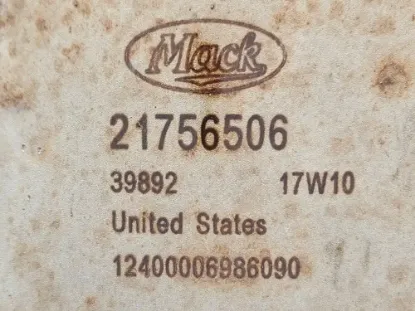 Mack
21756506
39892 17W10
United States
12400006986090